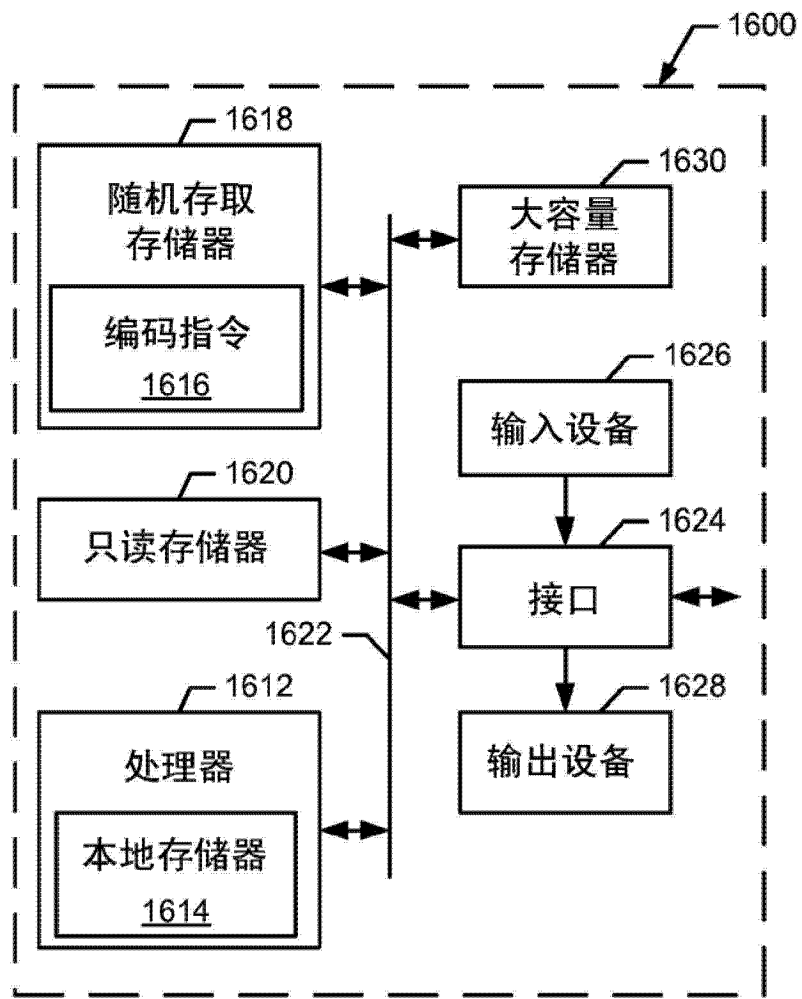 1600
1618
随机存取
存储器
编码指令
1616
1630
大容量
存储器
1626
输入设备
1620
只读存储器
1624
接口
1622
1612
处理器
本地存储器
1614
1628
输出设备